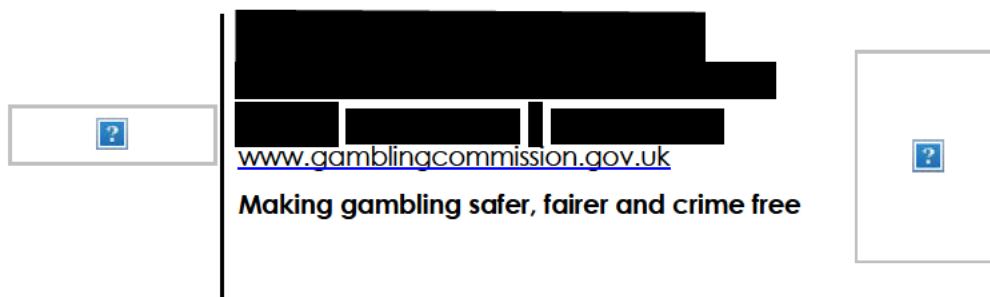 www.gamblingcommission.gov.uk
Making gambling safer, fairer and crime free